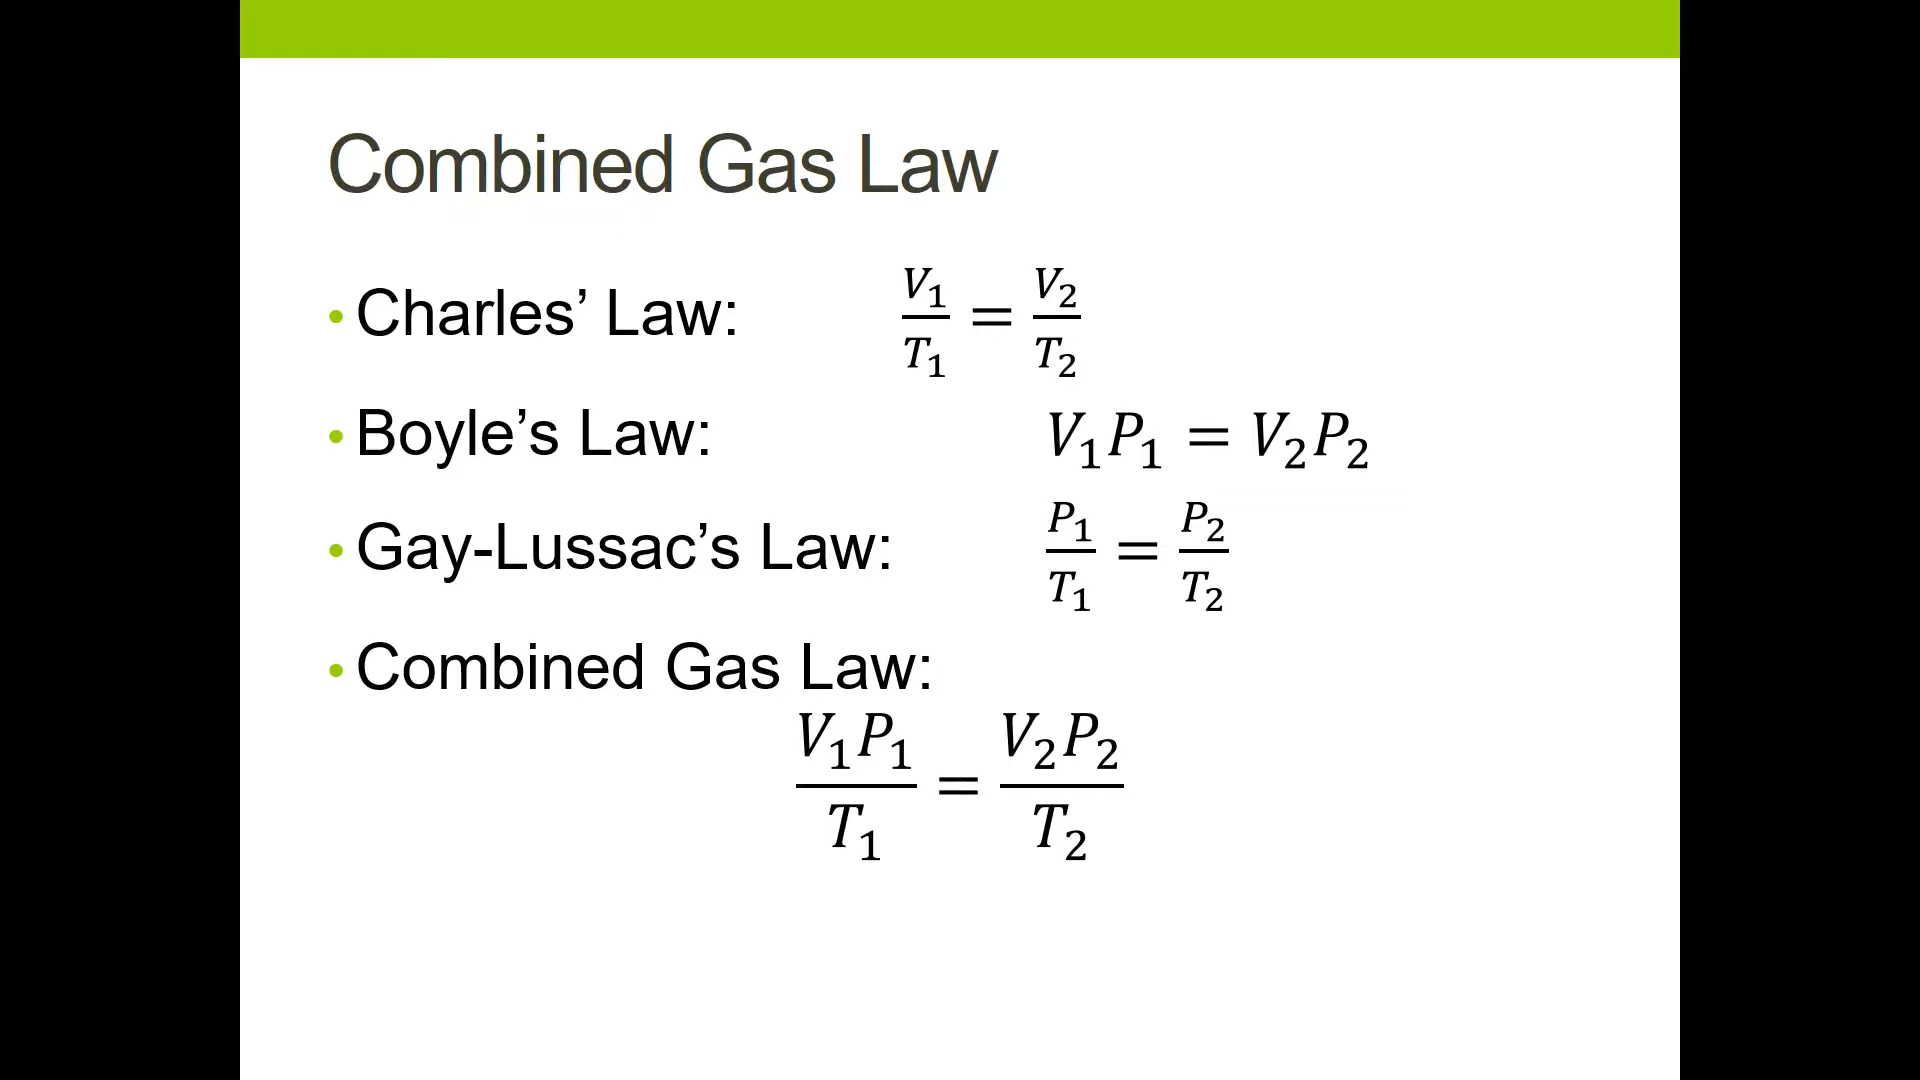 Combined Gas Law
• Charles’ Law: V₁/T₁ = V₂/T₂
• Boyle’s Law: V₁P₁ = V₂P₂
• Gay-Lussac’s Law: P₁/T₁ = P₂/T₂
• Combined Gas Law:
V₁P₁/T₁ = V₂P₂/T₂